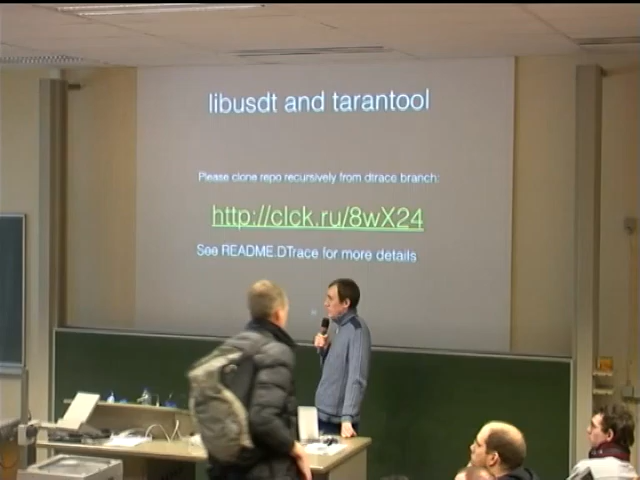 libusdt and tarantool
Please clone repo recursively from dtrace branch:
http://clck.ru/8wX24
See README.DTrace for more details